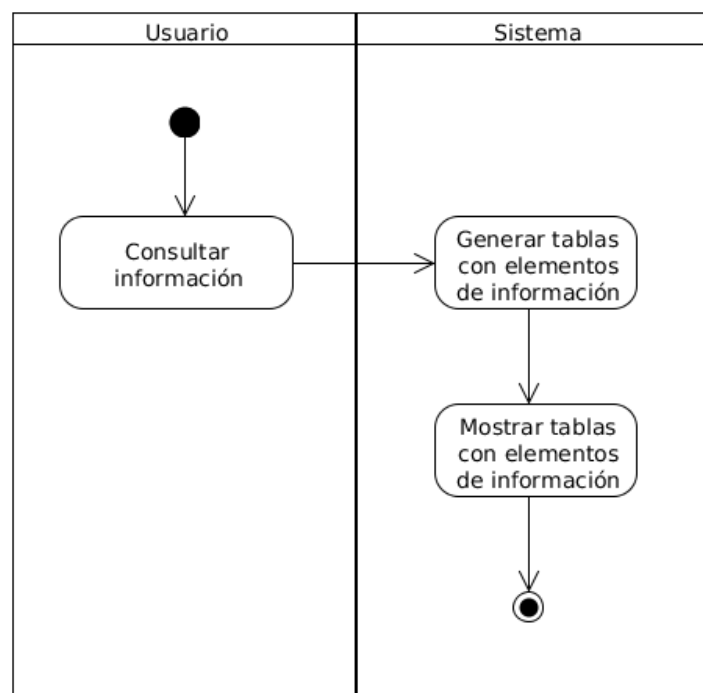 Usuario
Sistema
Consultar
información
Generar tablas
con elementos
de información
Mostrar tablas
con elementos
de información